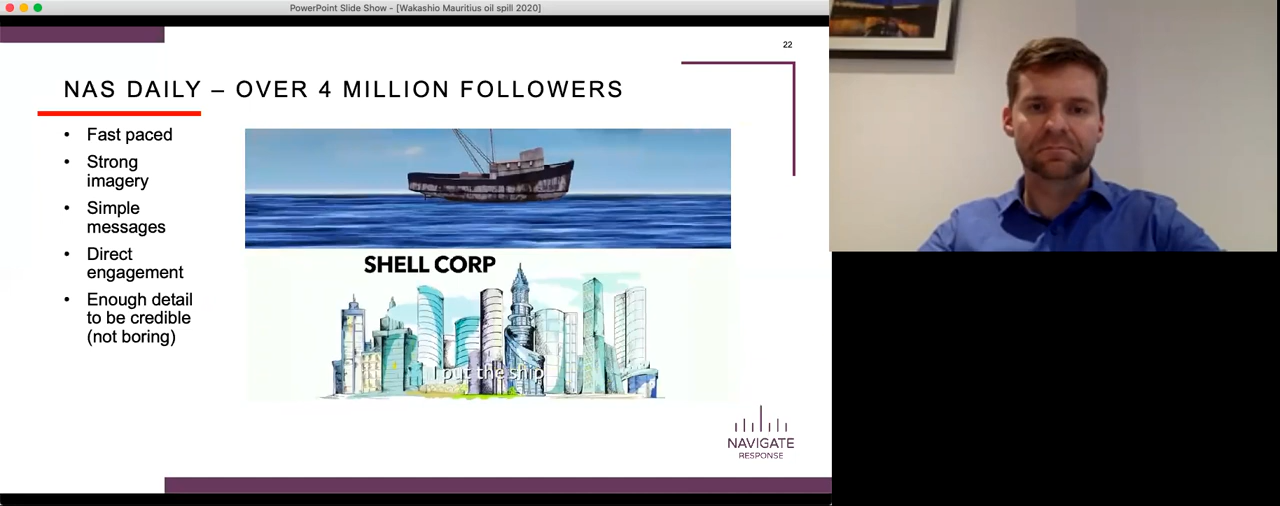 PowerPoint Slide Show - [Wakashio Mauritius oil spill 2020]
22
NAS DAILY – OVER 4 MILLION FOLLOWERS
• Fast paced
• Strong
imagery
• Simple
messages
• Direct
engagement
• Enough detail
to be credible
(not boring)
SHELL CORP
I put the ship
NAVIGATE
RESPONSE